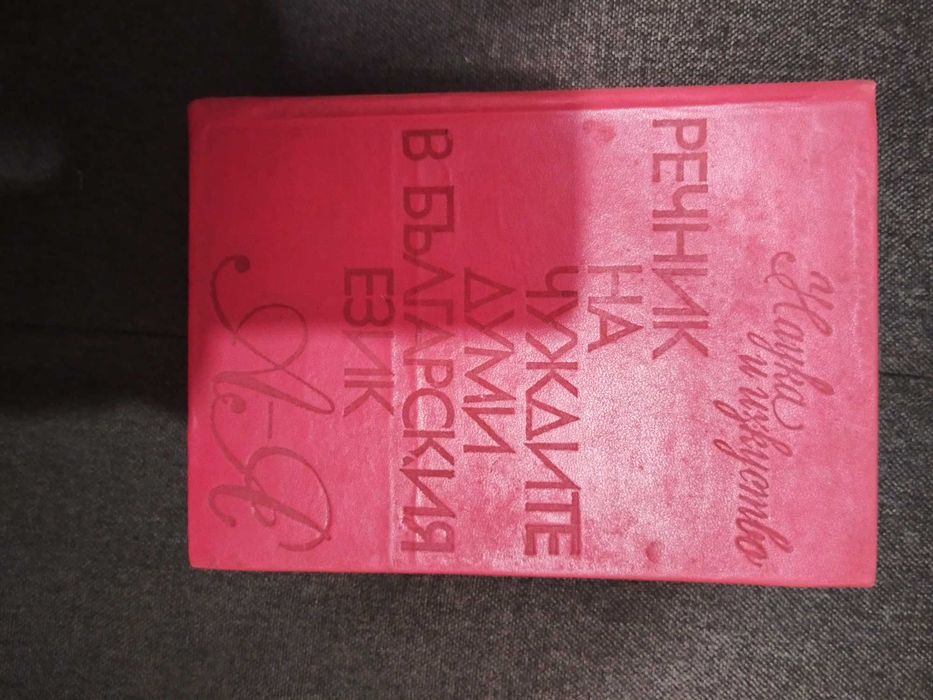 Наука
и изкуство
РЕЧНИК
НА
ЧУЖДИТЕ
ДУМИ
В БЪЛГАРСКИЯ
ЕЗИК
А-Я